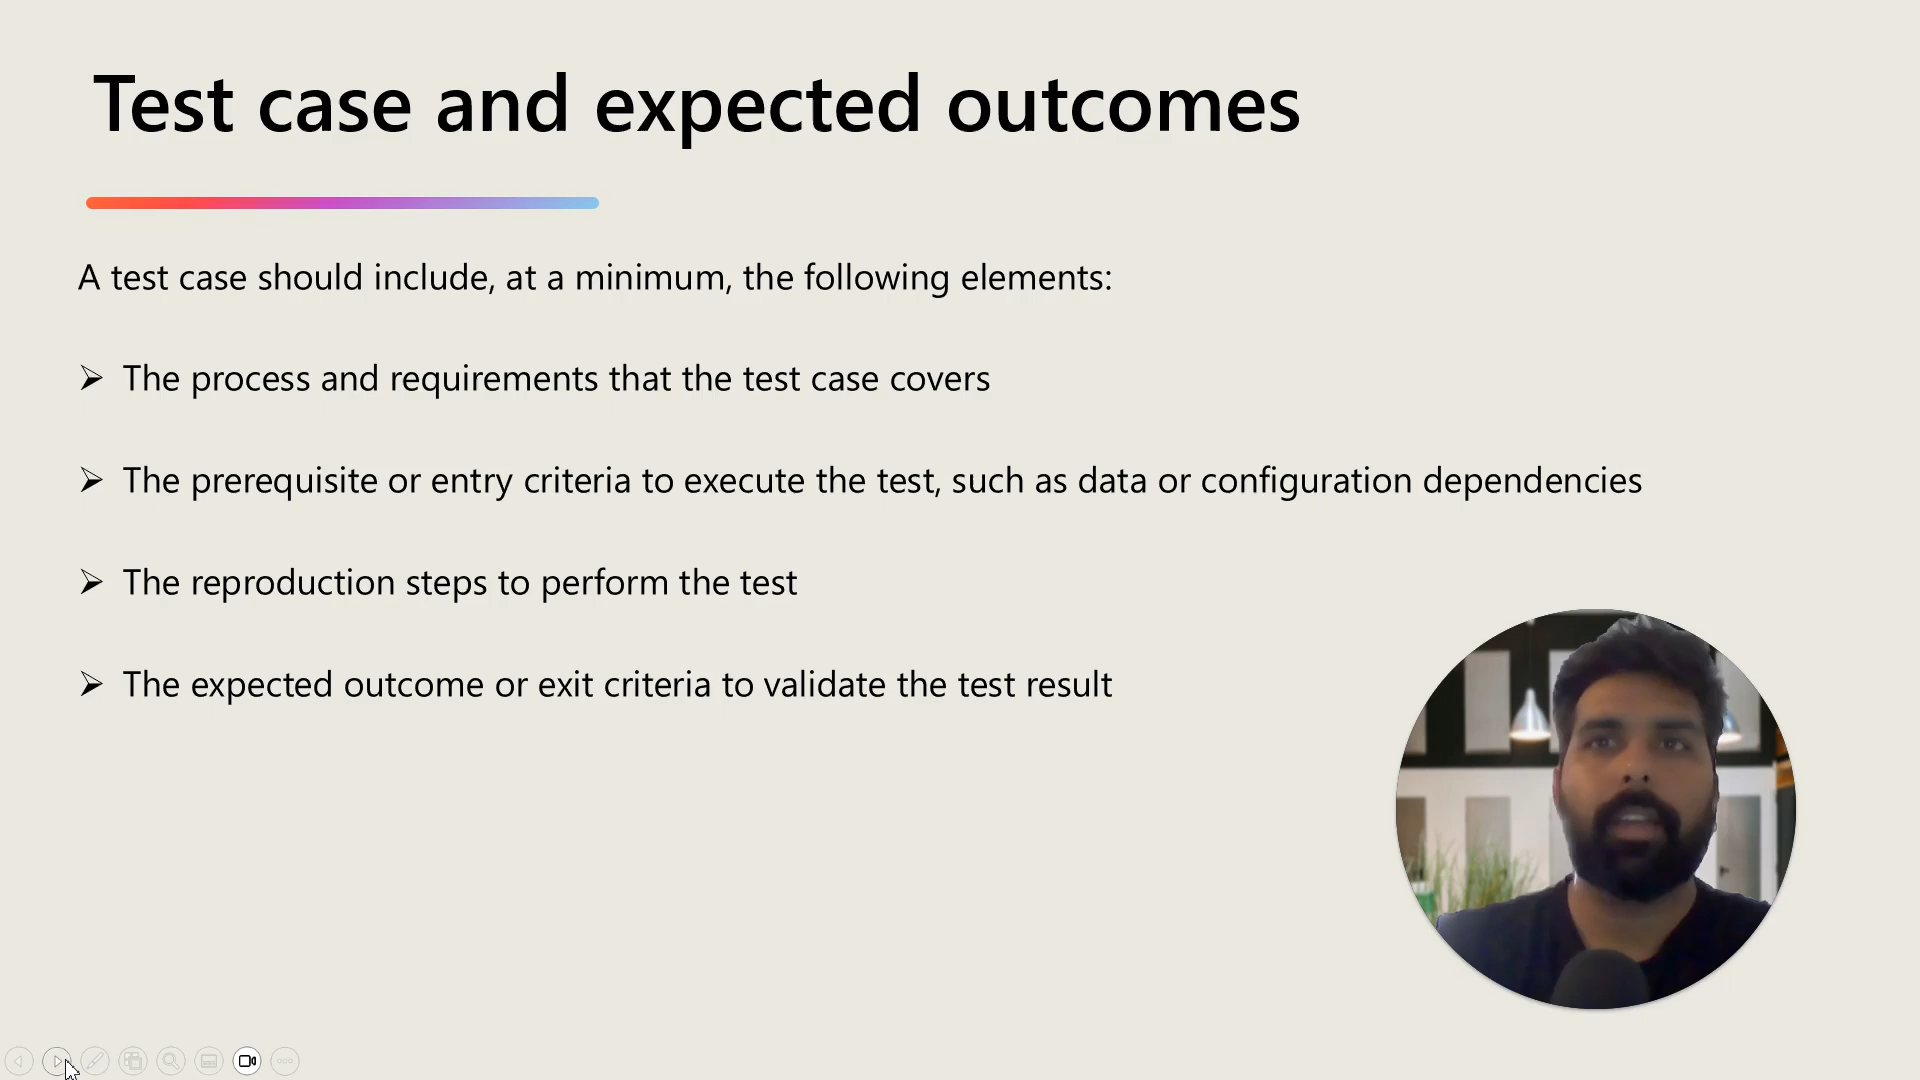 Test case and expected outcomes
A test case should include, at a minimum, the following elements:
The process and requirements that the test case covers
The prerequisite or entry criteria to execute the test, such as data or configuration dependencies
The reproduction steps to perform the test
The expected outcome or exit criteria to validate the test result